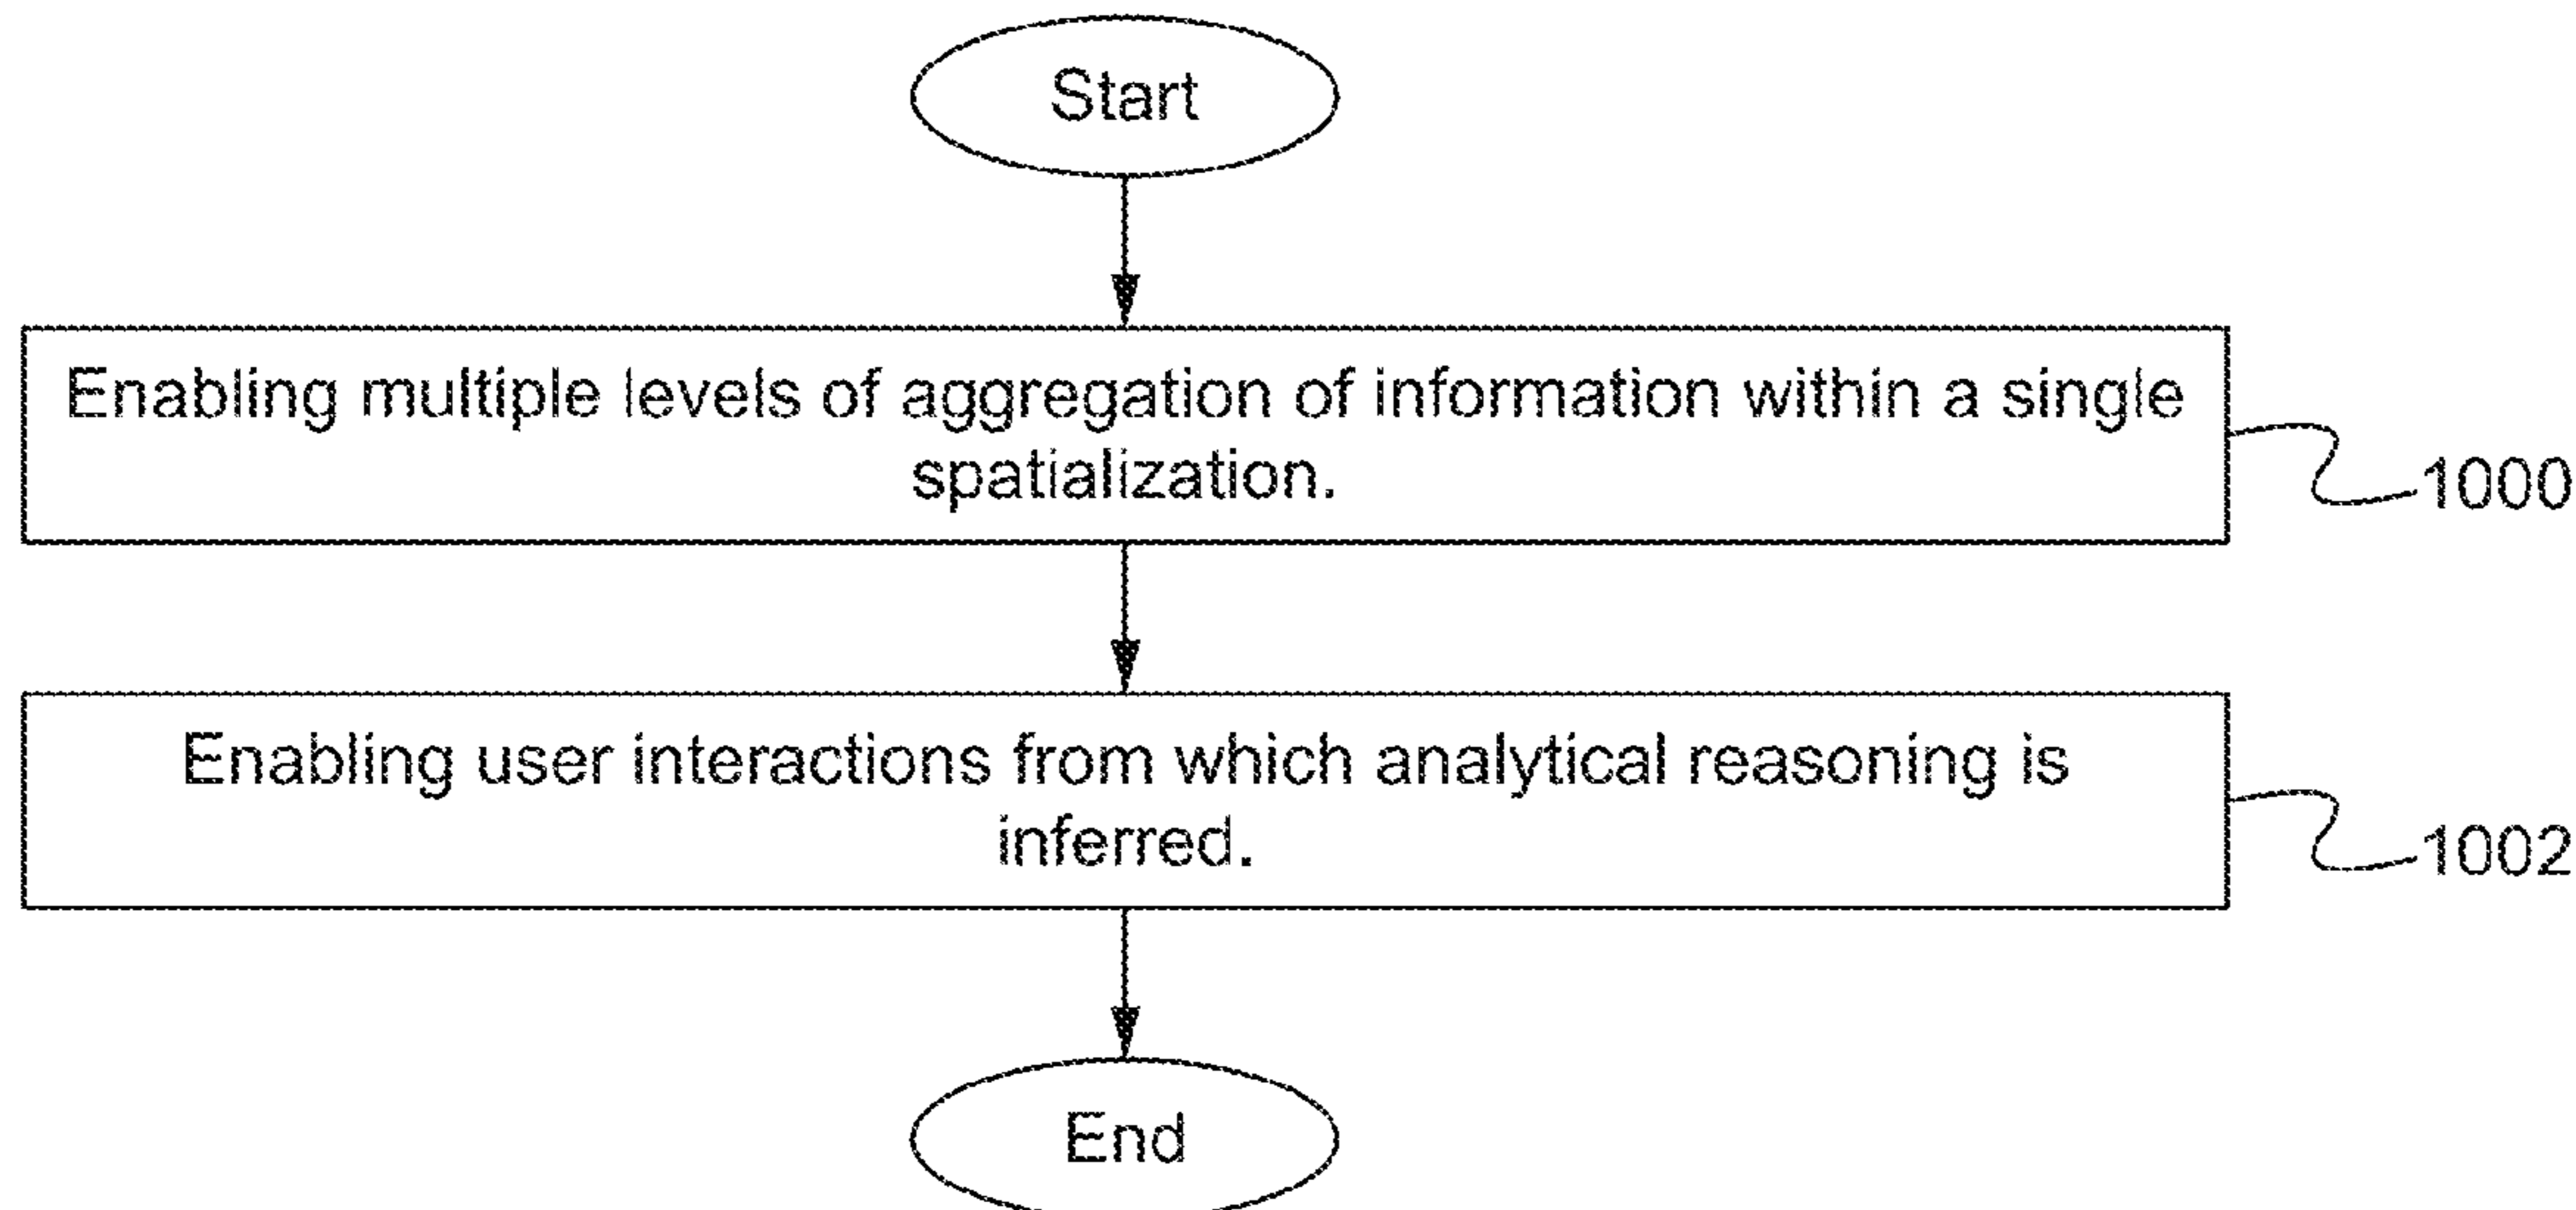 Start
Enabling multiple levels of aggregation of information within a single
spatialization.
1000
Enabling user interactions from which analytical reasoning is
inferred.
1002
End